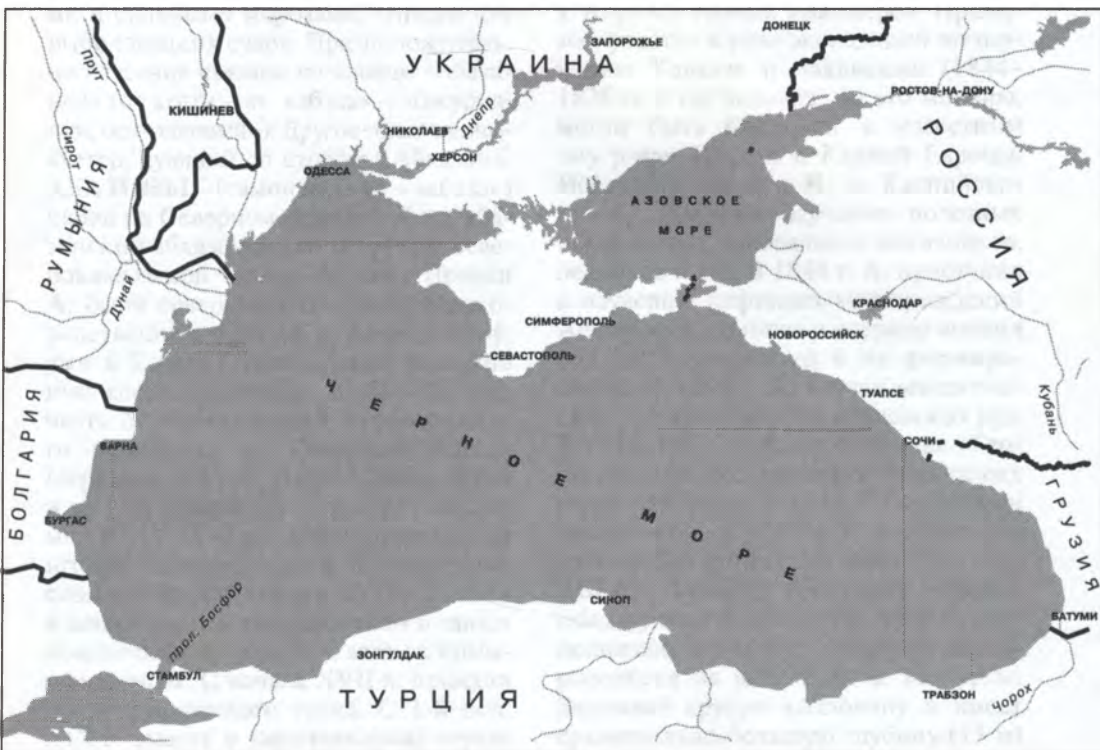 ДОНЕЦК
ЗАПОРОЖЬЕ
УКРАИНА
Прут
Сирет
КИШИНЕВ
РОСТОВ-НА-ДОНУ
НИКОЛАЕВ
Днепр
ХЕРСОН
ОДЕССА
РОССИЯ
РУМЫНИЯ
АЗОВСКОЕ
МОРЕ
Дунай
КРАСНОДАР
СИМФЕРОПОЛЬ
НОВОРОССИЙСК
СЕВАСТОПОЛЬ
ЧЕРНОЕ МОРЕ
ТУАПСЕ
Кубань
БОЛГАРИЯ
ВАРНА
СОЧИ
ГРУЗИЯ
БУРГАС
прол. Босфор
СИНОП
БАТУМИ
ЗОНГУЛДАК
СТАМБУЛ
ТУРЦИЯ
ТРАБЗОН
Чорох